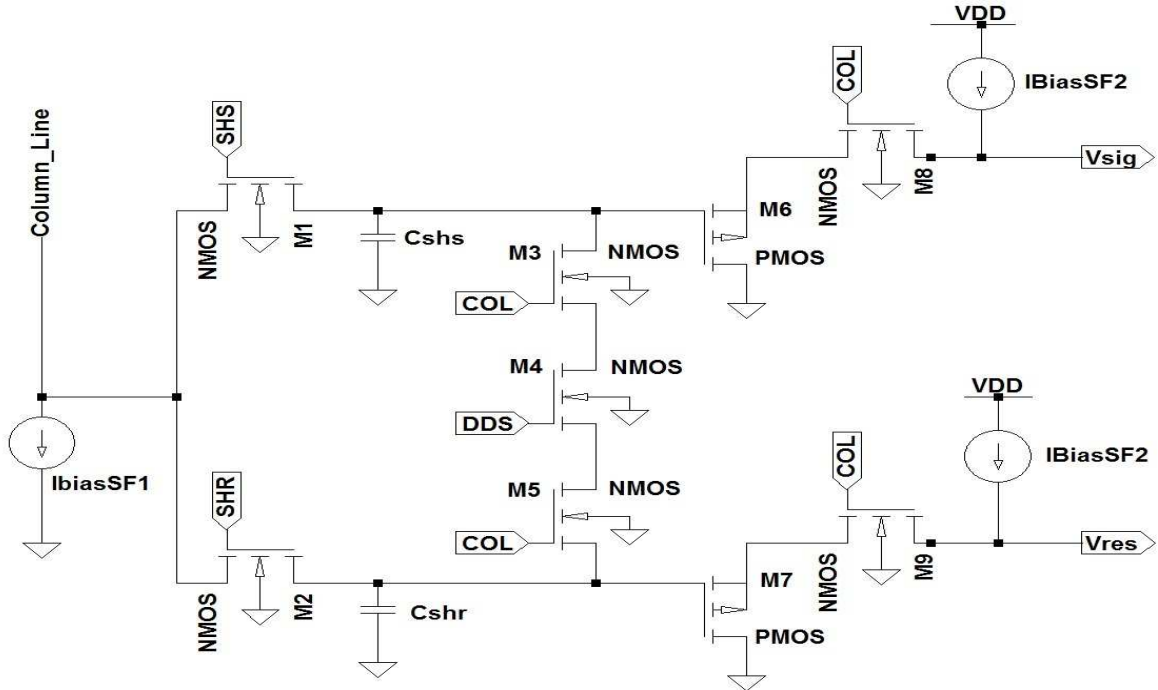 VDD
IBiasSF2
COL
Vsig
NMOS
M8
Column_Line
SHS
NMOS
M1
Cshs
M6
PMOS
M3
NMOS
COL
M4
NMOS
DDS
VDD
IBiasSF2
COL
Vres
NMOS
M9
IbiasSF1
SHR
NMOS
M2
Cshr
M5
NMOS
COL
M7
PMOS